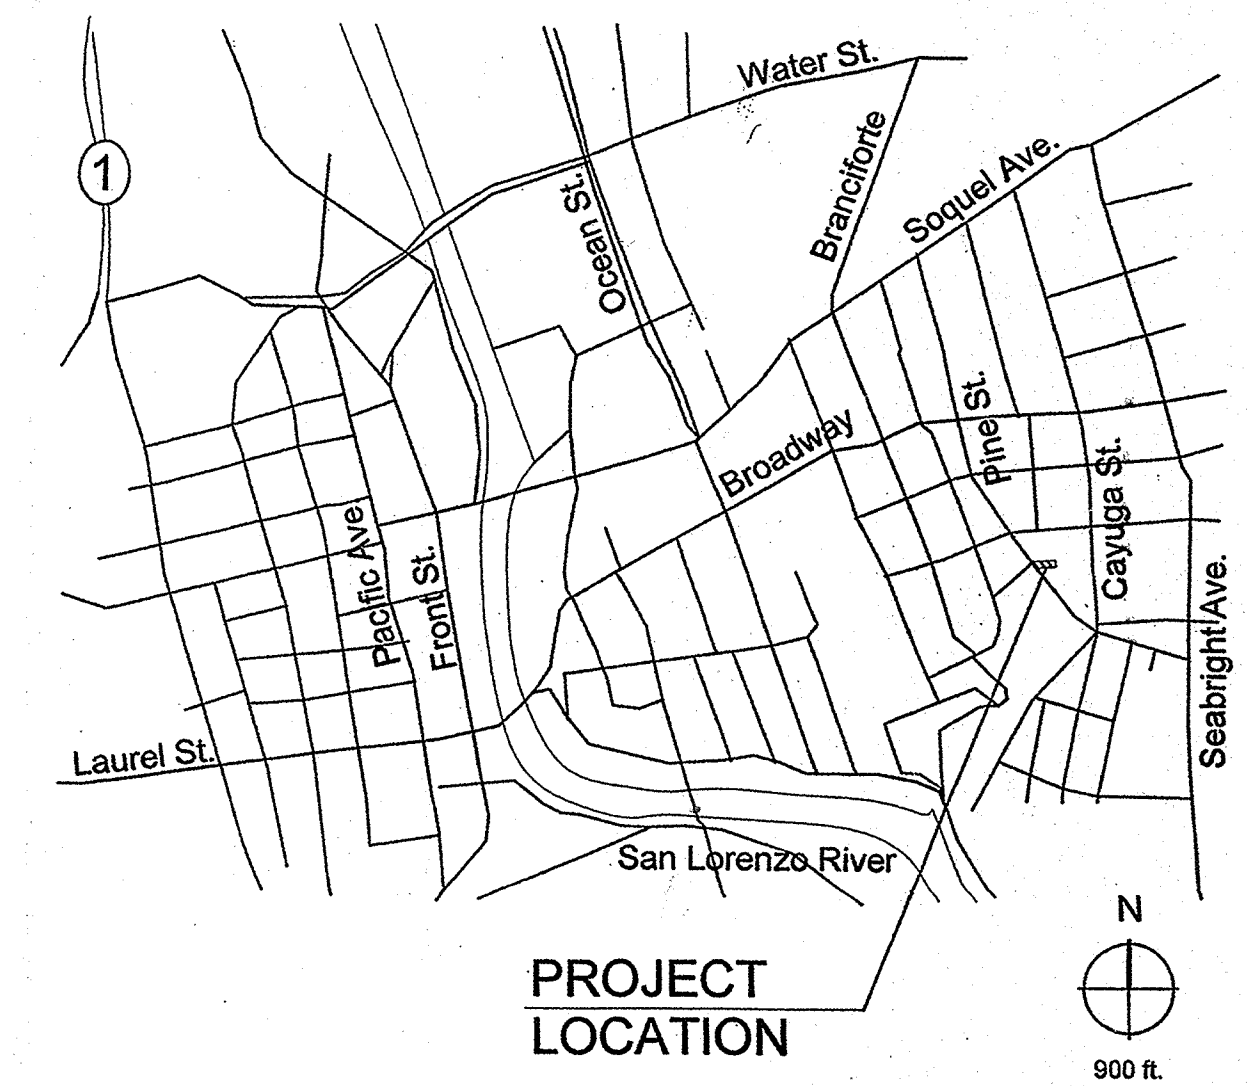 Water St.
1
Branciforte
Soquel Ave.
Ocean St.
Broadway
Pine St.
Cayuga St.
Pacific Ave.
Front St.
Seabright Ave.
Laurel St.
San Lorenzo River
PROJECT
LOCATION
N
900 ft.